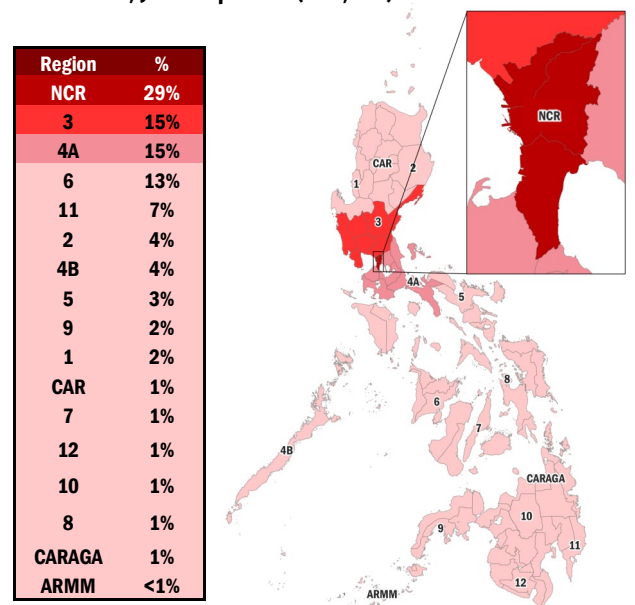 Region %
NCR 29%
3 15%
4A 15%
6 13%
11 7%
2 4%
4B 4%
5 3%
9 2%
1 2%
CAR 1%
7 1%
12 1%
10 1%
8 1%
CARAGA 1%
ARMM <1%
NCR
CAR
2
1
3
4A
5
8
6
7
4B
CARAGA
10
9
11
12
ARMM